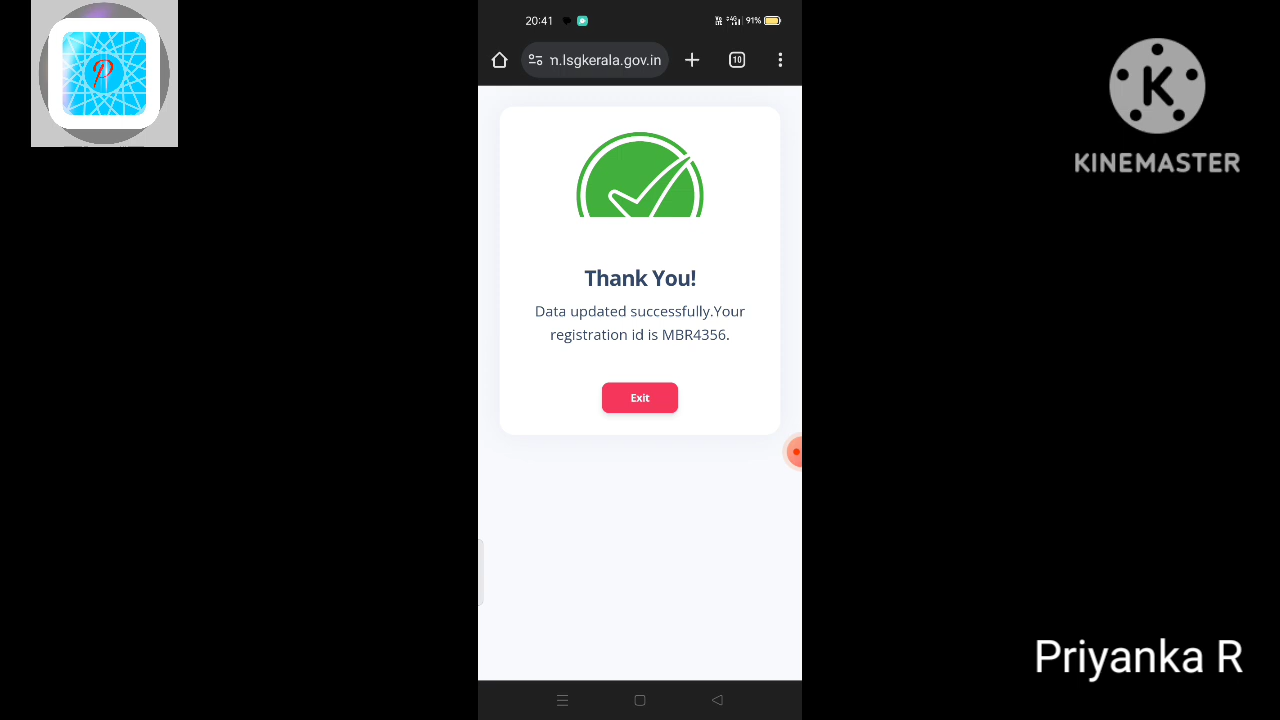 P
20:41
91%
n.lsgkerala.gov.in
10
K
KINEMASTER
Thank You!
Data updated successfully.Your
registration id is MBR4356.
Exit
Priyanka R